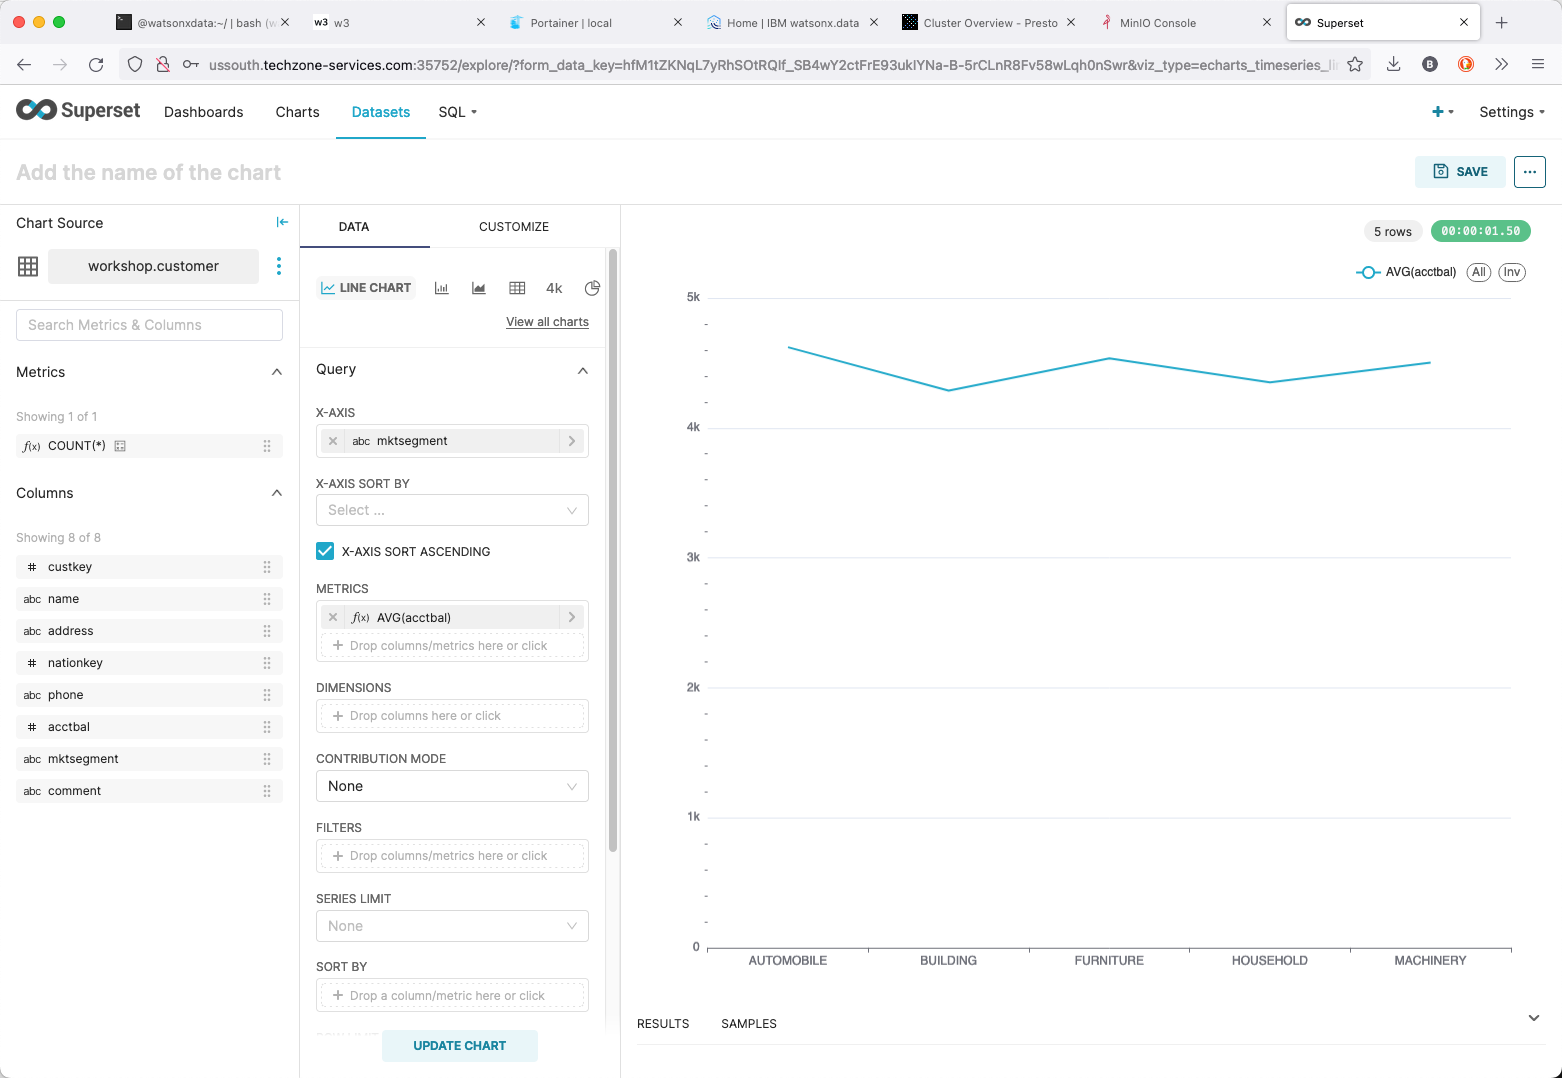 @watsonxdata:~/ | bash (w
w3 w3
Portainer | local
Home | IBM watsonx.data
Cluster Overview - Presto
MinIO Console
Superset
ussouth.techzone-services.com:35752/explore/?form_data_key=hfM1tZKNqL7yRhSOtRQlf_SB4wY2ctFrE93uklYNa-B-5rCLnR8Fv58wLqh0nSwr&viz_type=echarts_timeseries_li
B
Superset
Dashboards
Charts
Datasets
SQL
Settings
Add the name of the chart
SAVE
Chart Source
workshop.customer
Search Metrics & Columns
Metrics
Showing 1 of 1
f(x) COUNT(*)
Columns
Showing 8 of 8
# custkey
abc name
abc address
# nationkey
abc phone
# acctbal
abc mktsegment
abc comment
DATA
CUSTOMIZE
LINE CHART
4k
View all charts
Query
X-AXIS
abc mktsegment
X-AXIS SORT BY
Select ...
X-AXIS SORT ASCENDING
METRICS
f(x) AVG(acctbal)
+ Drop columns/metrics here or click
DIMENSIONS
+ Drop columns here or click
CONTRIBUTION MODE
None
FILTERS
+ Drop columns/metrics here or click
SERIES LIMIT
None
SORT BY
+ Drop a column/metric here or click
UPDATE CHART
5 rows
00:00:01.50
AVG(acctbal)
All
Inv
5k
4k
3k
2k
1k
0
AUTOMOBILE
BUILDING
FURNITURE
HOUSEHOLD
MACHINERY
RESULTS
SAMPLES